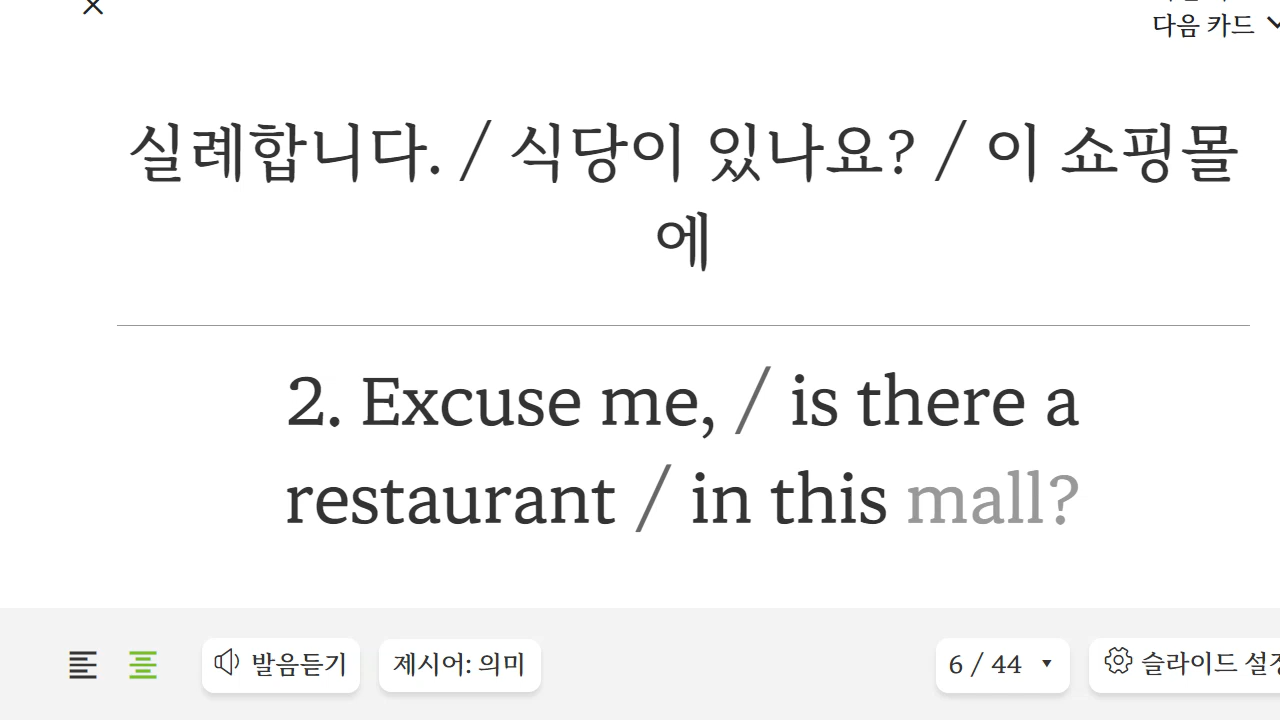 다음 카드
실례합니다. / 식당이 있나요? / 이 쇼핑몰
에
2. Excuse me, / is there a
restaurant / in this mall?
발음듣기
제시어: 의미
6 / 44
슬라이드 설정